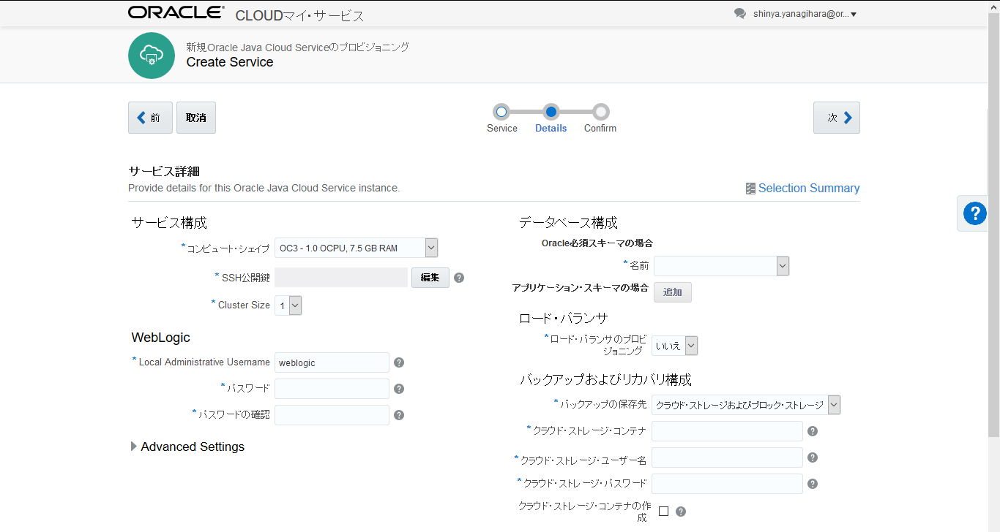 ORACLE® CLOUDマイ・サービス
shinya.yanagihara@or...▼
新規Oracle Java Cloud Serviceのプロビジョニング
Create Service
前
取消
Service
Details
Confirm
次
サービス詳細
Provide details for this Oracle Java Cloud Service instance.
Selection Summary
?
サービス構成
*コンピュート・シェイプ OC3 - 1.0 OCPU, 7.5 GB RAM
*SSH公開鍵 編集 ?
*Cluster Size 1
WebLogic
*Local Administrative Username weblogic ?
*パスワード ?
*パスワードの確認 ?
Advanced Settings
データベース構成
Oracle必須スキーマの場合
*名前
アプリケーション・スキーマの場合 追加
ロード・バランサ
*ロード・バランサのプロビ
ジョニング いいえ
バックアップおよびリカバリ構成
*バックアップの保存先 クラウド・ストレージおよびブロック・ストレージ
*クラウド・ストレージ・コンテナ ?
*クラウド・ストレージ・ユーザー名 ?
*クラウド・ストレージ・パスワード ?
クラウド・ストレージ・コンテナの作
成 ?